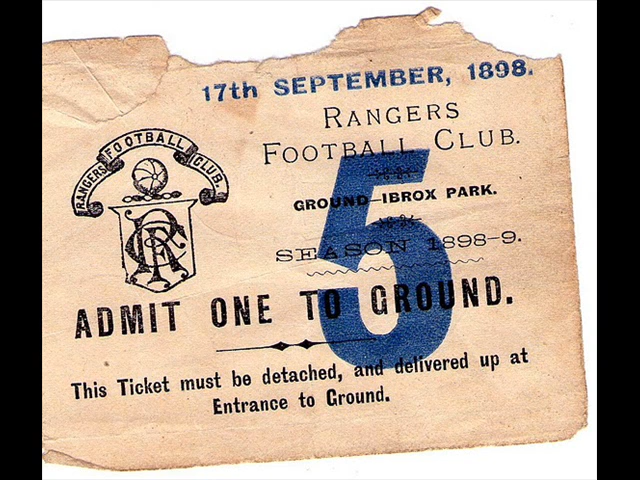 17th SEPTEMBER, 1898.
RANGERS
FOOTBALL CLUB.
RANGERS FOOTBALL CLUB.
GROUND—IBROX PARK.
SEASON 1898-9.
5
ADMIT ONE TO GROUND.
This Ticket must be detached, and delivered up at
Entrance to Ground.